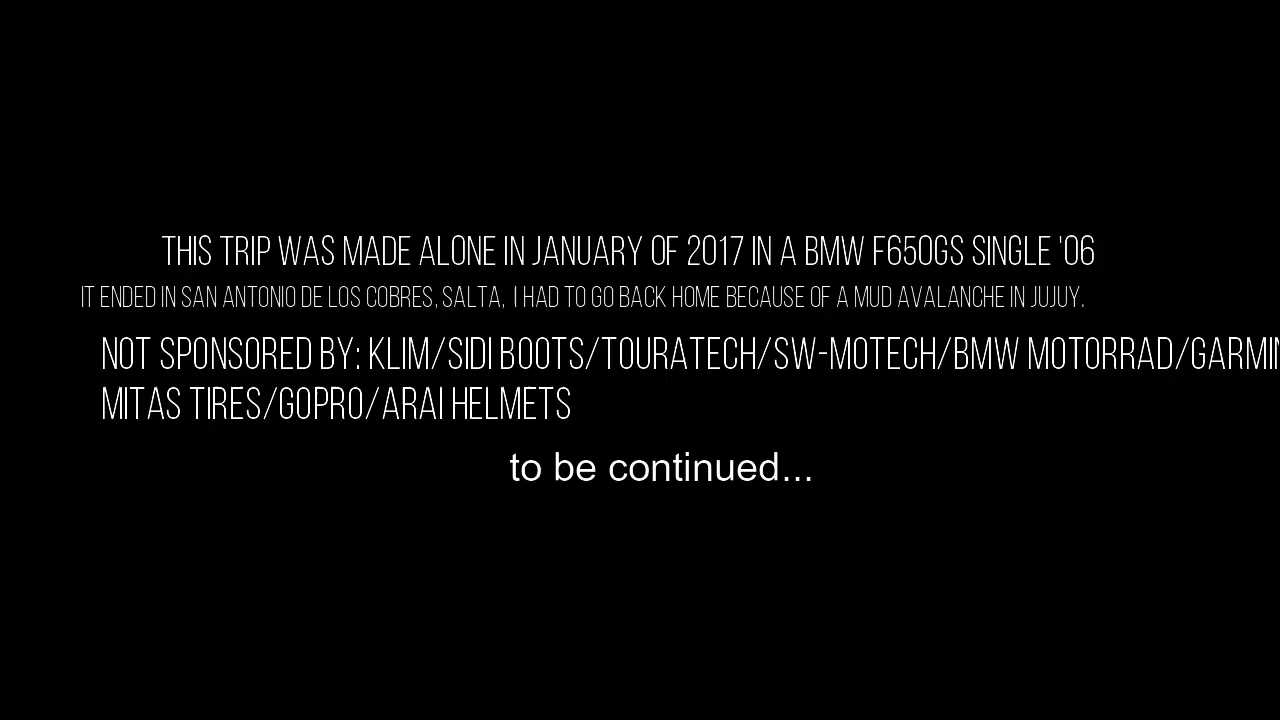 THIS TRIP WAS MADE ALONE IN JANUARY OF 2017 IN A BMW F650GS SINGLE '06
IT ENDED IN SAN ANTONIO DE LOS COBRES, SALTA, I HAD TO GO BACK HOME BECAUSE OF A MUD AVALANCHE IN JUJUY.
NOT SPONSORED BY: KLIM/SIDI BOOTS/TOURATECH/SW-MOTECH/BMW MOTORRAD/GARMIN
MITAS TIRES/GOPRO/ARAI HELMETS
to be continued...